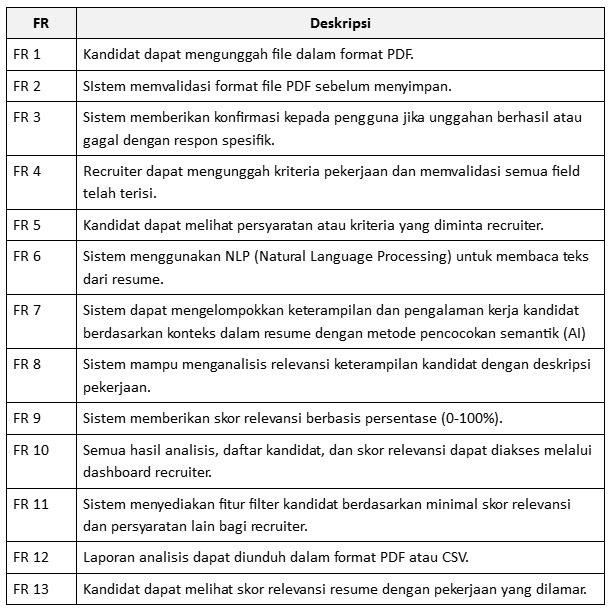 FR Deskripsi
FR 1 Kandidat dapat mengunggah file dalam format PDF.
FR 2 SIstem memvalidasi format file PDF sebelum menyimpan.
FR 3 Sistem memberikan konfirmasi kepada pengguna jika unggahan berhasil atau
gagal dengan respon spesifik.
FR 4 Recruiter dapat mengunggah kriteria pekerjaan dan memvalidasi semua field
telah terisi.
FR 5 Kandidat dapat melihat persyaratan atau kriteria yang diminta recruiter.
FR 6 Sistem menggunakan NLP (Natural Language Processing) untuk membaca teks
dari resume.
FR 7 Sistem dapat mengelompokkan keterampilan dan pengalaman kerja kandidat
berdasarkan konteks dalam resume dengan metode pencocokan semantik (AI)
FR 8 Sistem mampu menganalisis relevansi keterampilan kandidat dengan deskripsi
pekerjaan.
FR 9 Sistem memberikan skor relevansi berbasis persentase (0-100%).
FR 10 Semua hasil analisis, daftar kandidat, dan skor relevansi dapat diakses melalui
dashboard recruiter.
FR 11 Sistem menyediakan fitur filter kandidat berdasarkan minimal skor relevansi
dan persyaratan lain bagi recruiter.
FR 12 Laporan analisis dapat diunduh dalam format PDF atau CSV.
FR 13 Kandidat dapat melihat skor relevansi resume dengan pekerjaan yang dilamar.